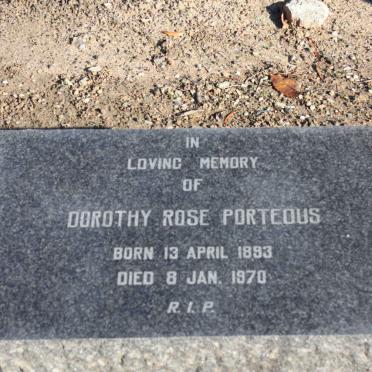 IN
LOVING MEMORY
OF
DOROTHY ROSE PORTEOUS
BORN 13 APRIL 1893
DIED 8 JAN. 1970
R.I.P.